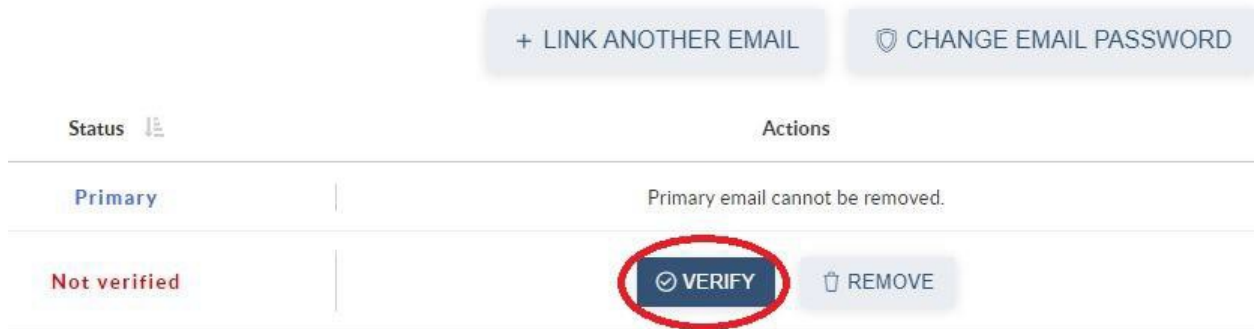 + LINK ANOTHER EMAIL CHANGE EMAIL PASSWORD
Status Actions
Primary Primary email cannot be removed.
Not verified VERIFY REMOVE